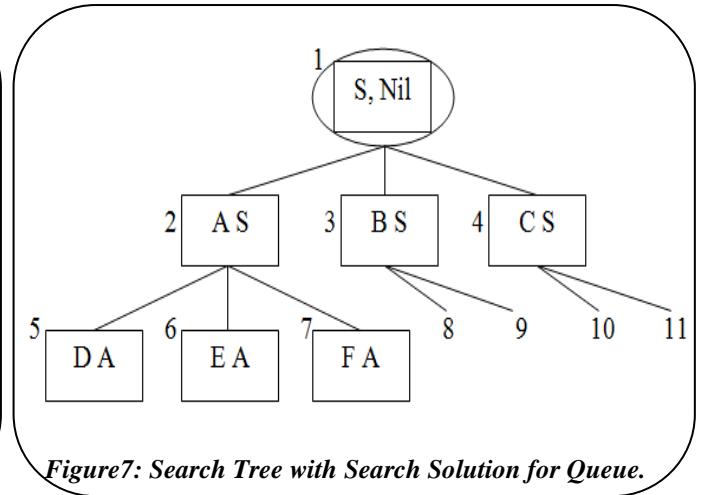 1
S, Nil
2 A S 3 B S 4 C S
5 6 7 8 9 10 11
D A E A F A
Figure7: Search Tree with Search Solution for Queue.